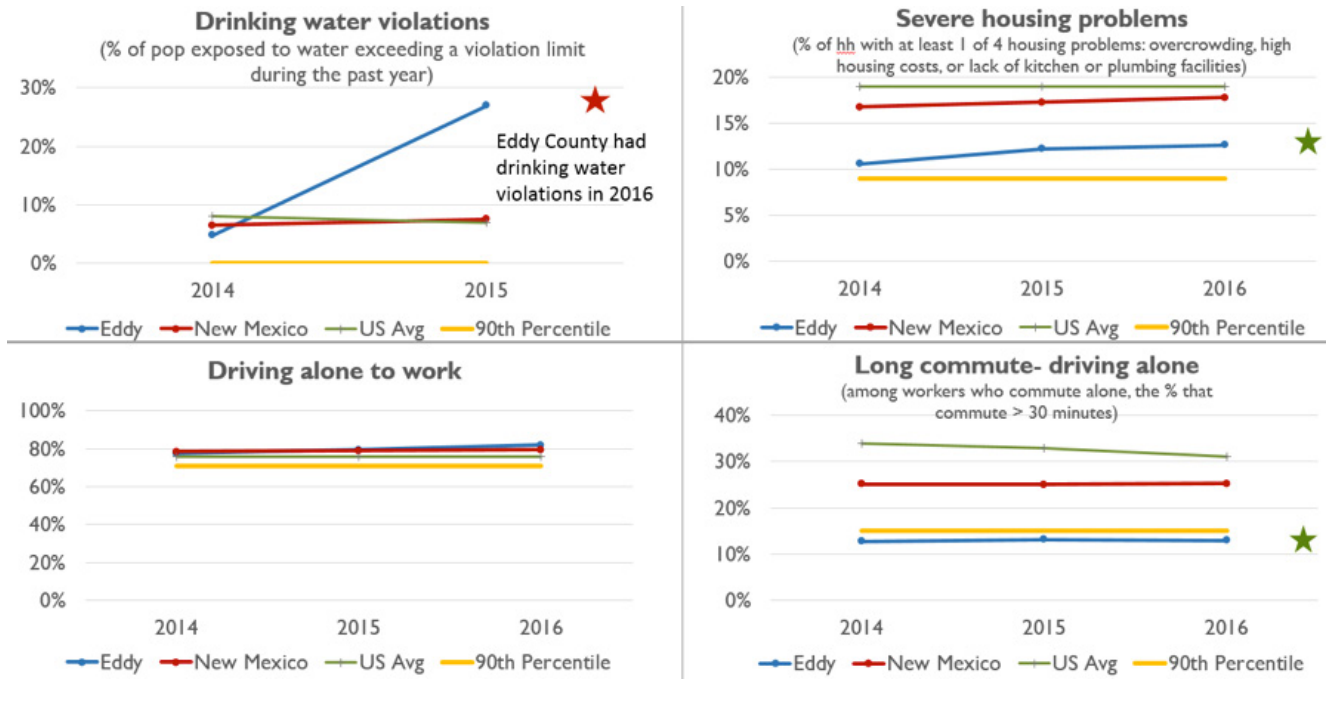 Drinking water violations
(% of pop exposed to water exceeding a violation limit
during the past year)
30%
20%
10%
0%
Eddy County had
drinking water
violations in 2016
2014 2015
Eddy New Mexico US Avg 90th Percentile
Severe housing problems
(% of hh with at least 1 of 4 housing problems: overcrowding, high
housing costs, or lack of kitchen or plumbing facilities)
20%
15%
10%
5%
0%
2014 2015 2016
Eddy New Mexico US Avg 90th Percentile
Driving alone to work
100%
80%
60%
40%
20%
0%
2014 2015 2016
Eddy New Mexico US Avg 90th Percentile
Long commute- driving alone
(among workers who commute alone, the % that
commute > 30 minutes)
40%
30%
20%
10%
0%
2014 2015 2016
Eddy New Mexico US Avg 90th Percentile